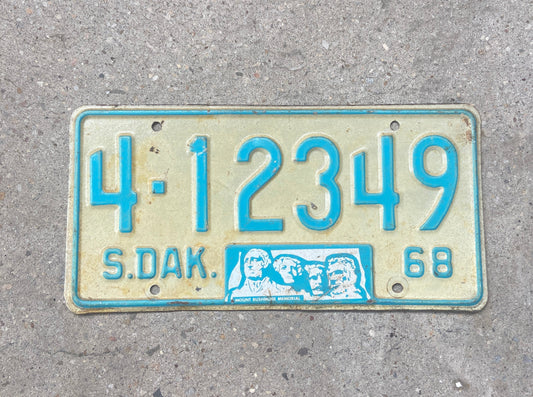 4·12349
S.DAK. 68
MOUNT RUSHMORE MEMORIAL